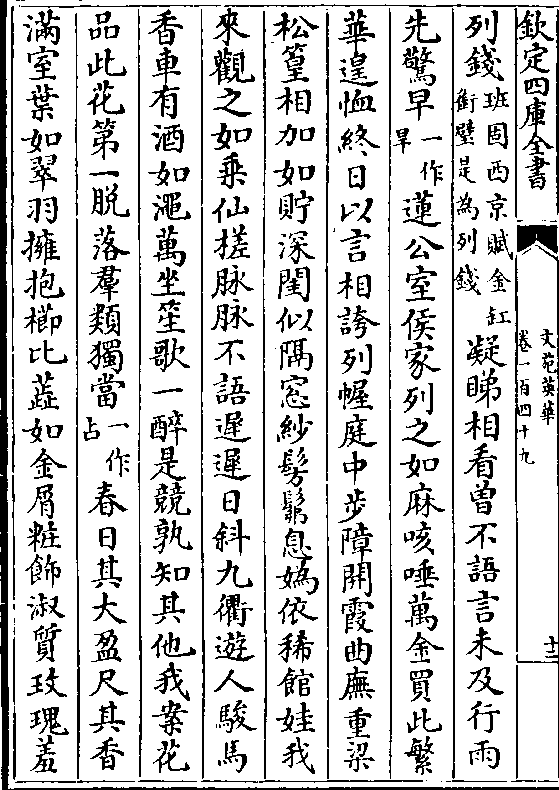 欽定四庫全書
文苑英華
卷一百四十九
十三
列錢班固西京賦金釭銜璧是為列錢凝睇相看曾不語言未及行雨
先驚早一作旱蓮公室侯家列之如麻咳唾萬金買此繁
華遑恤終日以言相誇列幄庭中步障開霞曲廡重梁
松篁相加如貯深閨似隔窓紗髣髴息媯依稀館娃我
來觀之如乘仙槎脉脉不語遲遲日斜九衢遊人駿馬
香車有酒如澠萬坐笙歌一醉是競孰知其他我案花
品此花第一脱落羣類獨當一作占春日其大盈尺其香
滿室葉如翠羽擁抱櫛比蘂如金屑粧飾淑質玫瑰羞